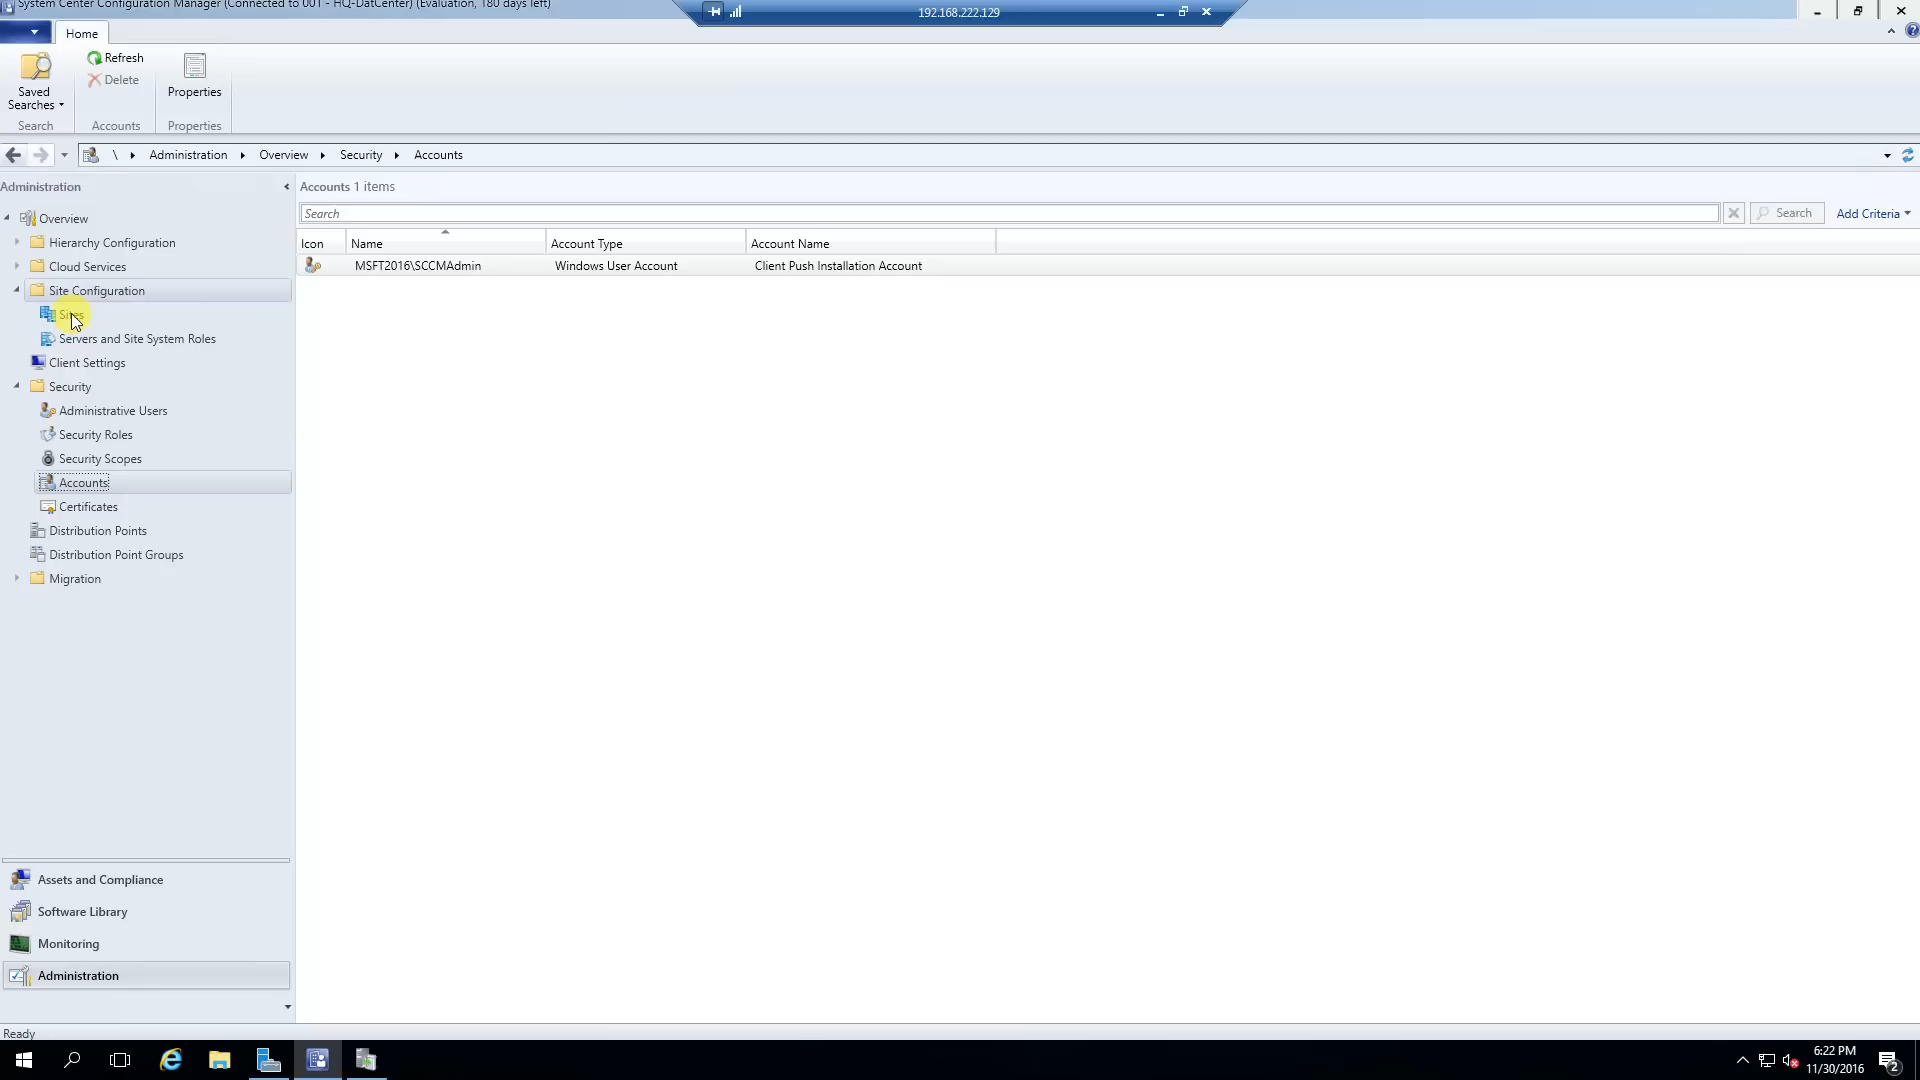 System Center Configuration Manager (Connected to 001 - HQ-DatCenter) (Evaluation, 180 days left)
192.168.222.129
Home
Saved Searches
Refresh
Delete
Properties
Search
Accounts
Properties
\ Administration Overview Security Accounts
Administration
Accounts 1 items
Search
Search
Add Criteria
Icon Name Account Type Account Name
MSFT2016\SCCMAdmin Windows User Account Client Push Installation Account
Overview
Hierarchy Configuration
Cloud Services
Site Configuration
Sites
Servers and Site System Roles
Client Settings
Security
Administrative Users
Security Roles
Security Scopes
Accounts
Certificates
Distribution Points
Distribution Point Groups
Migration
Assets and Compliance
Software Library
Monitoring
Administration
Ready
6:22 PM
11/30/2016
2